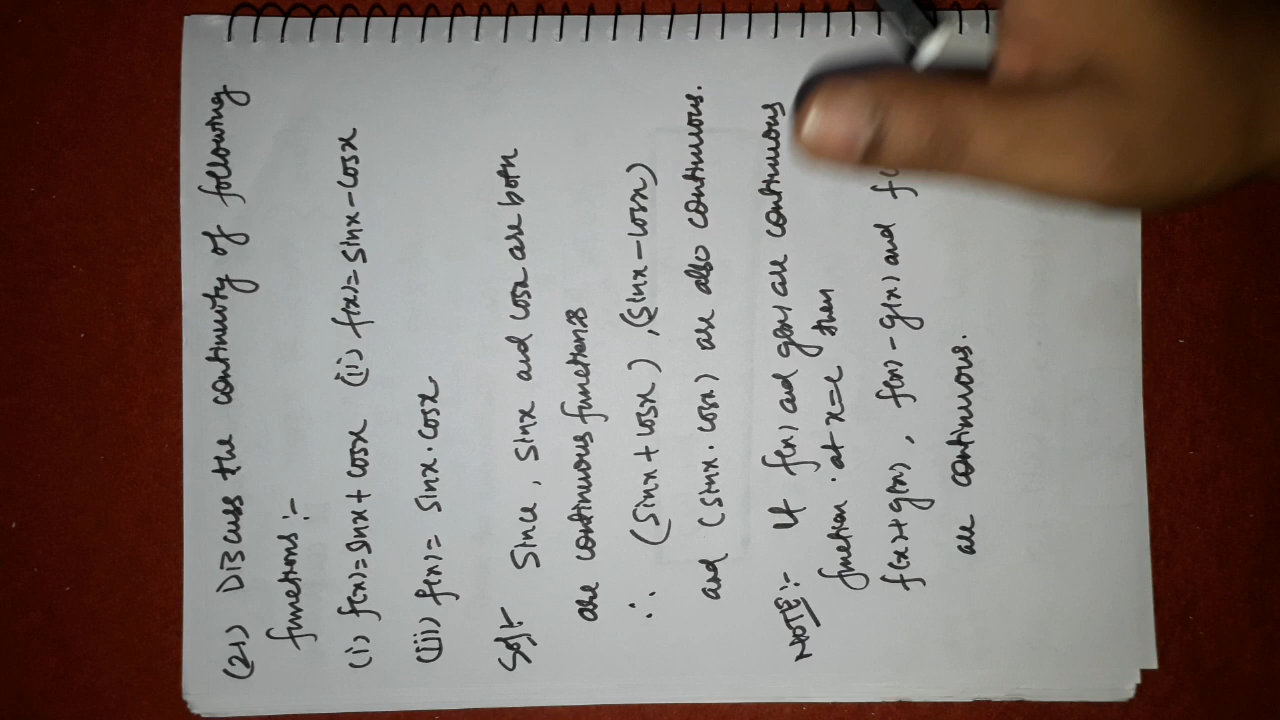 (21) Discuss the continuity of following
functions :-
(i) f(x) = sinx + cosx (ii) f(x) = sinx - cosx
(iii) f(x) = sinx . cosx
Sol:- Since, sinx and cosx are both
are continuous functions
∴ (sinx + cosx), (sinx - cosx)
and (sinx . cosx) are also continuous.
NOTE:- If f(x) and g(x) are continuous
function . at x=c then
f(x)+g(x), f(x)-g(x) and f(
are continuous.